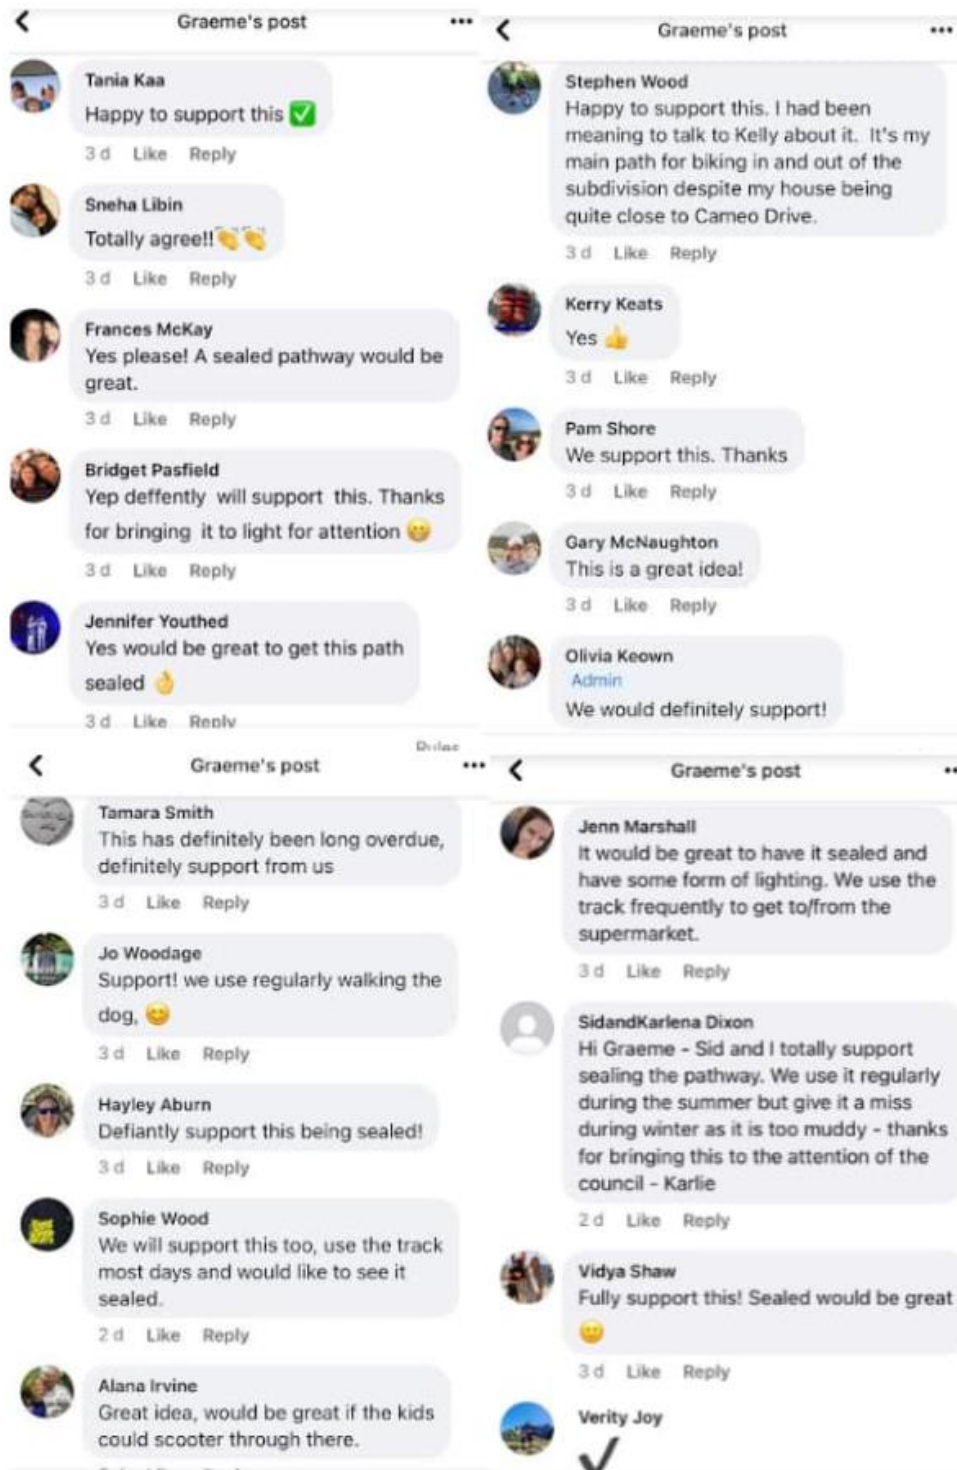 Graeme's post
Tania Kaa
Happy to support this ✅
3 d Like Reply
Sneha Libin
Totally agree!!👏👏
3 d Like Reply
Frances McKay
Yes please! A sealed pathway would be
great.
3 d Like Reply
Bridget Pasfield
Yep deffently will support this. Thanks
for bringing it to light for attention 😁
3 d Like Reply
Jennifer Youthed
Yes would be great to get this path
sealed 👌
3 d Like Reply
Graeme's post
Stephen Wood
Happy to support this. I had been
meaning to talk to Kelly about it. It's my
main path for biking in and out of the
subdivision despite my house being
quite close to Cameo Drive.
3 d Like Reply
Kerry Keats
Yes 👍
3 d Like Reply
Pam Shore
We support this. Thanks
3 d Like Reply
Gary McNaughton
This is a great idea!
3 d Like Reply
Olivia Keown
Admin
We would definitely support!
Graeme's post
Tamara Smith
This has definitely been long overdue,
definitely support from us
3 d Like Reply
Jo Woodage
Support! we use regularly walking the
dog, 😊
3 d Like Reply
Hayley Aburn
Defiantly support this being sealed!
3 d Like Reply
Sophie Wood
We will support this too, use the track
most days and would like to see it
sealed.
2 d Like Reply
Alana Irvine
Great idea, would be great if the kids
could scooter through there.
Graeme's post
Jenn Marshall
It would be great to have it sealed and
have some form of lighting. We use the
track frequently to get to/from the
supermarket.
3 d Like Reply
SidandKarlena Dixon
Hi Graeme - Sid and I totally support
sealing the pathway. We use it regularly
during the summer but give it a miss
during winter as it is too muddy - thanks
for bringing this to the attention of the
council - Karlie
2 d Like Reply
Vidya Shaw
Fully support this! Sealed would be great
🙂
3 d Like Reply
Verity Joy
✔